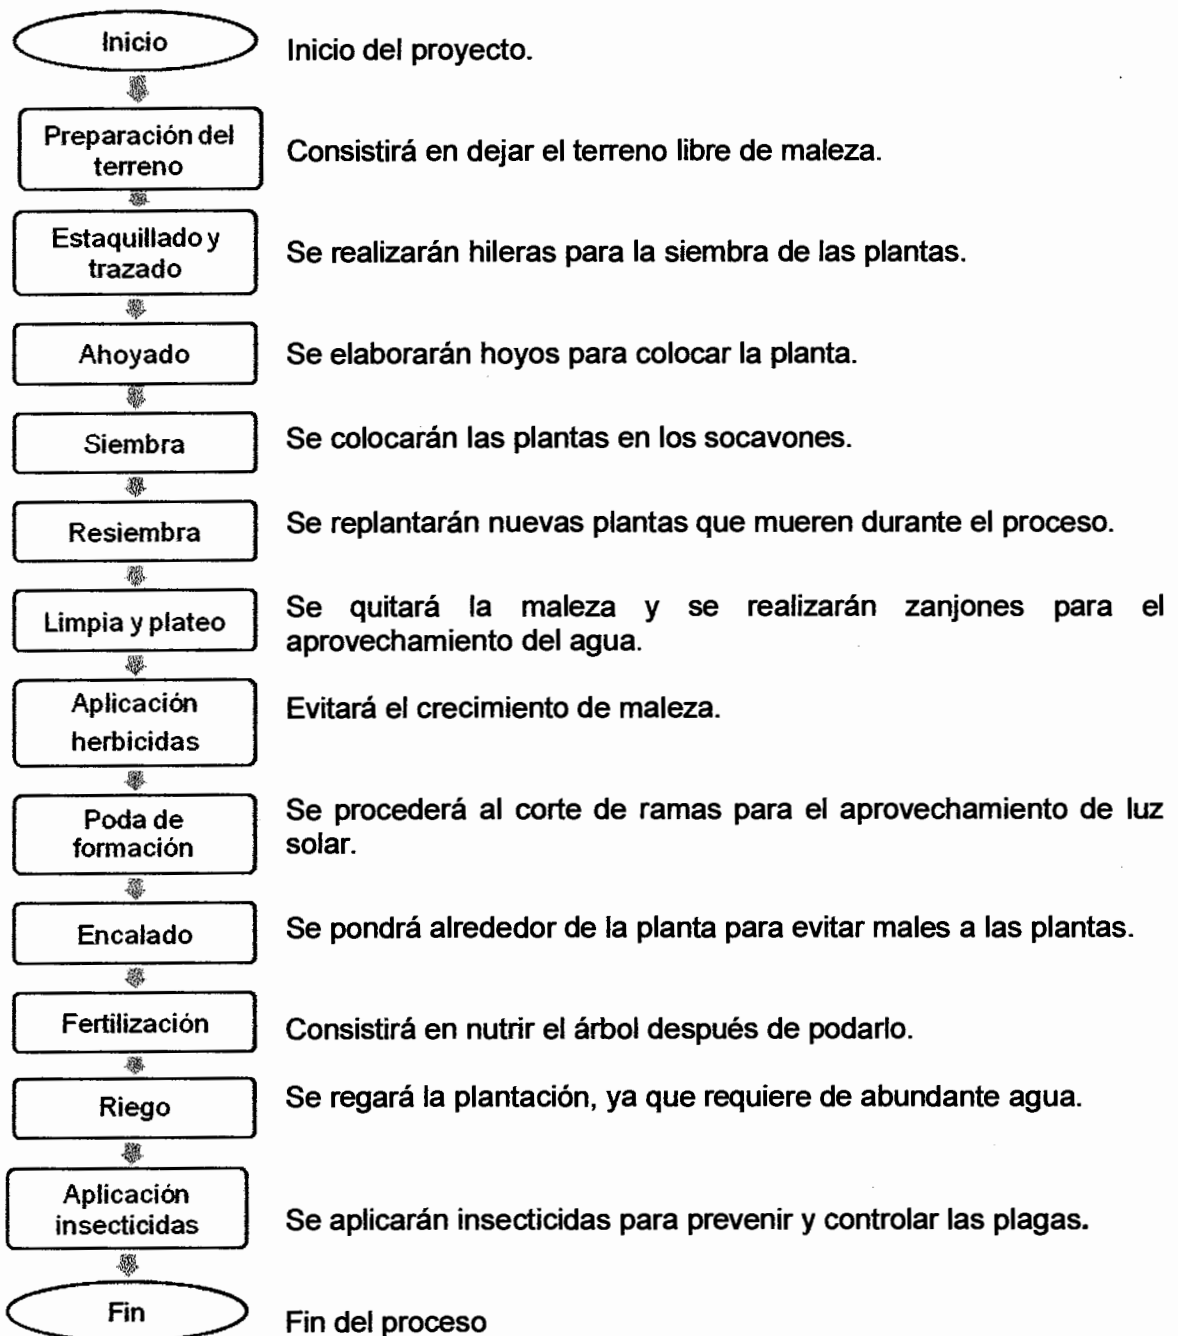 Inicio
Inicio del proyecto.
Preparación del
terreno
Consistirá en dejar el terreno libre de maleza.
Estaquillado y
trazado
Se realizarán hileras para la siembra de las plantas.
Ahoyado
Se elaborarán hoyos para colocar la planta.
Siembra
Se colocarán las plantas en los socavones.
Resiembra
Se replantarán nuevas plantas que mueren durante el proceso.
Limpia y plateo
Se quitará la maleza y se realizarán zanjones para el
aprovechamiento del agua.
Aplicación
herbicidas
Evitará el crecimiento de maleza.
Poda de
formación
Se procederá al corte de ramas para el aprovechamiento de luz
solar.
Encalado
Se pondrá alrededor de la planta para evitar males a las plantas.
Fertilización
Consistirá en nutrir el árbol después de podarlo.
Riego
Se regará la plantación, ya que requiere de abundante agua.
Aplicación
insecticidas
Se aplicarán insecticidas para prevenir y controlar las plagas.
Fin
Fin del proceso